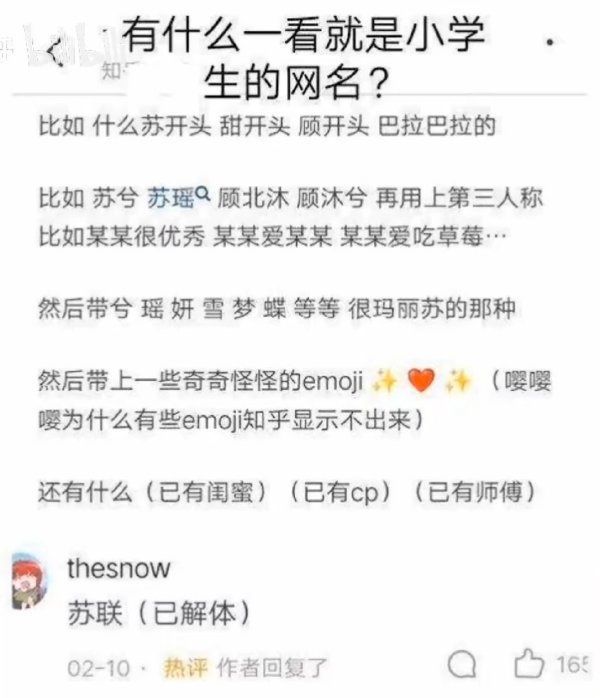 有什么一看就是小学
生的网名？
比如 什么苏开头 甜开头 顾开头 巴拉巴拉的
比如 苏兮 苏瑶 顾北沐 顾沐兮 再用上第三人称
比如某某很优秀 某某爱某某 某某爱吃草莓…
然后带兮 瑶 妍 雪 梦 蝶 等等 很玛丽苏的那种
然后带上一些奇奇怪怪的emoji ✨ ❤️ ✨ （嘤嘤
嘤为什么有些emoji知乎显示不出来）
还有什么（已有闺蜜）（已有cp）（已有师傅）
thesnow
苏联（已解体）
02-10 · 热评 作者回复了